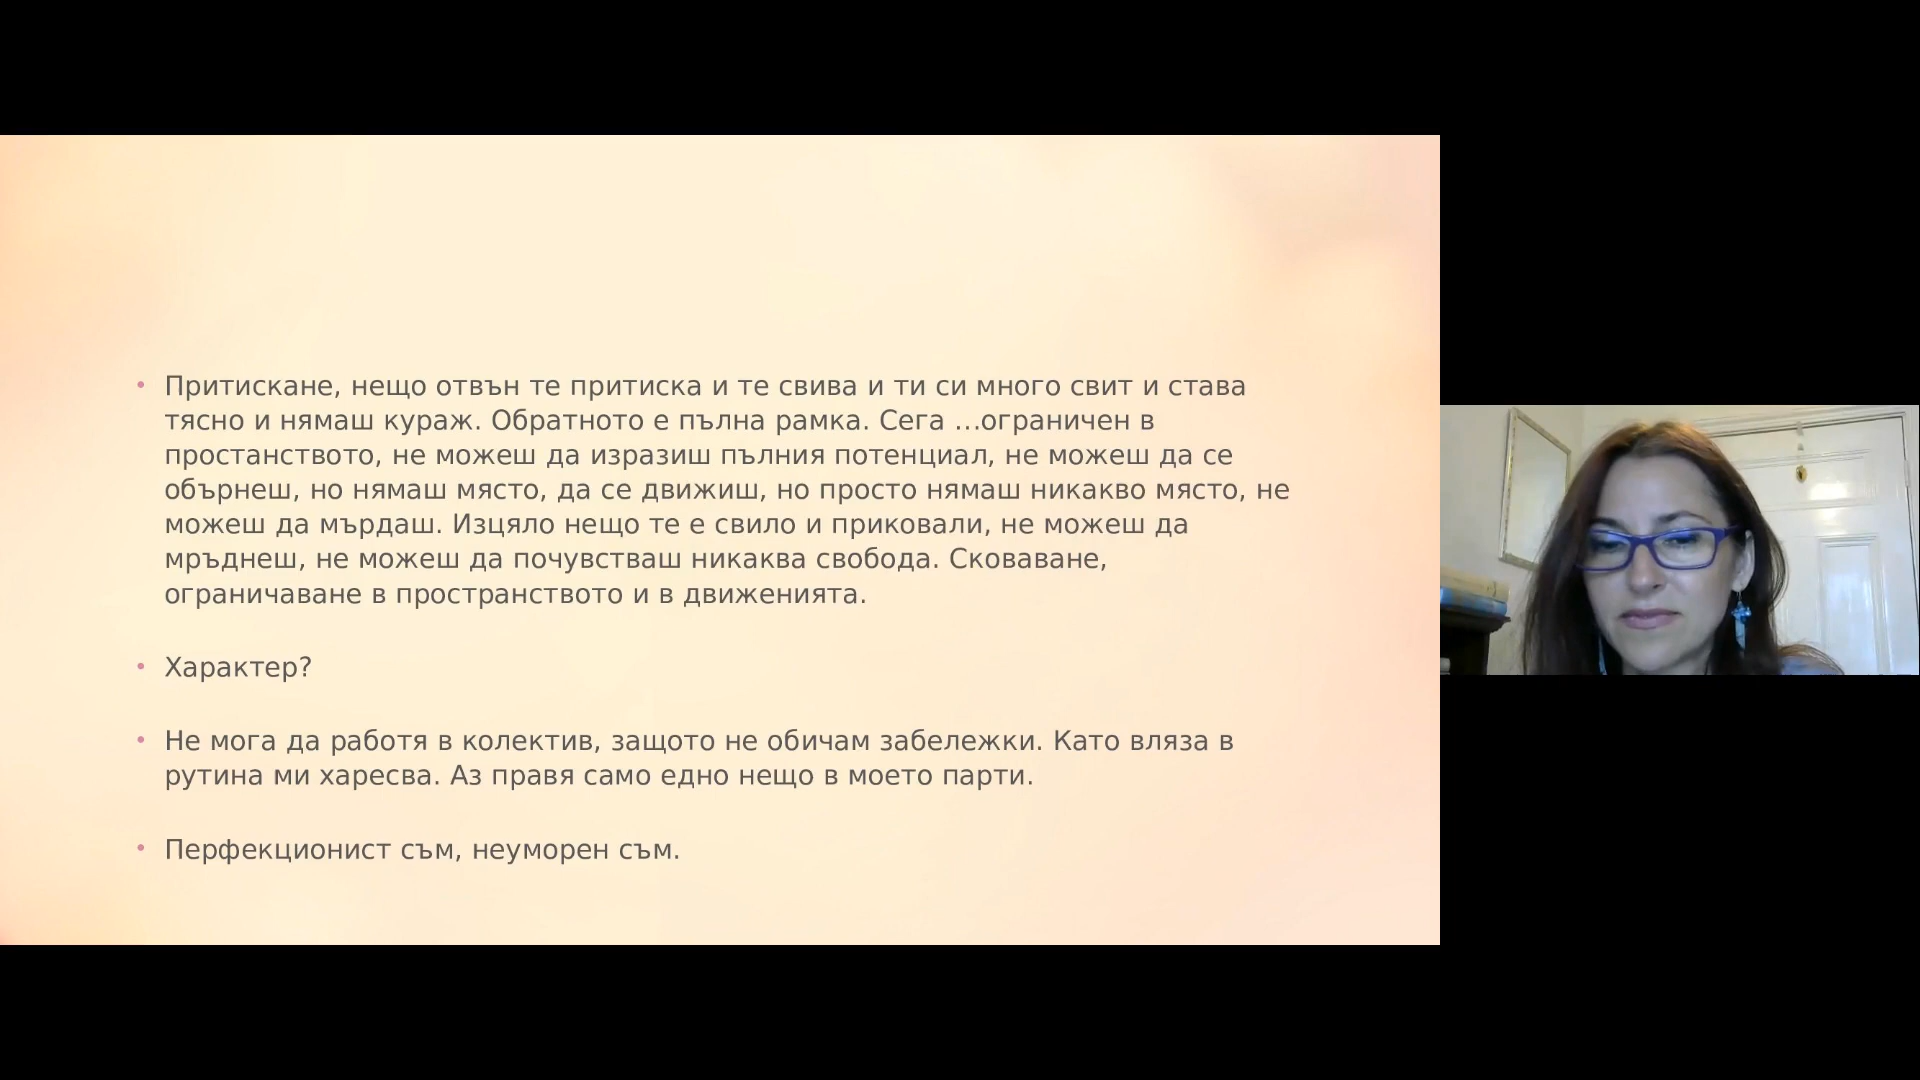 • Притискане, нещо отвън те притиска и те свива и ти си много свит и става
тясно и нямаш кураж. Обратното е пълна рамка. Сега ...ограничен в
простанството, не можеш да изразиш пълния потенциал, не можеш да се
обърнеш, но нямаш място, да се движиш, но просто нямаш никакво място, не
можеш да мърдаш. Изцяло нещо те е свило и приковали, не можеш да
мръднеш, не можеш да почувстваш никаква свобода. Сковаване,
ограничаване в пространството и в движенията.
• Характер?
• Не мога да работя в колектив, защото не обичам забележки. Като вляза в
рутина ми харесва. Аз правя само едно нещо в моето парти.
• Перфекционист съм, неуморен съм.